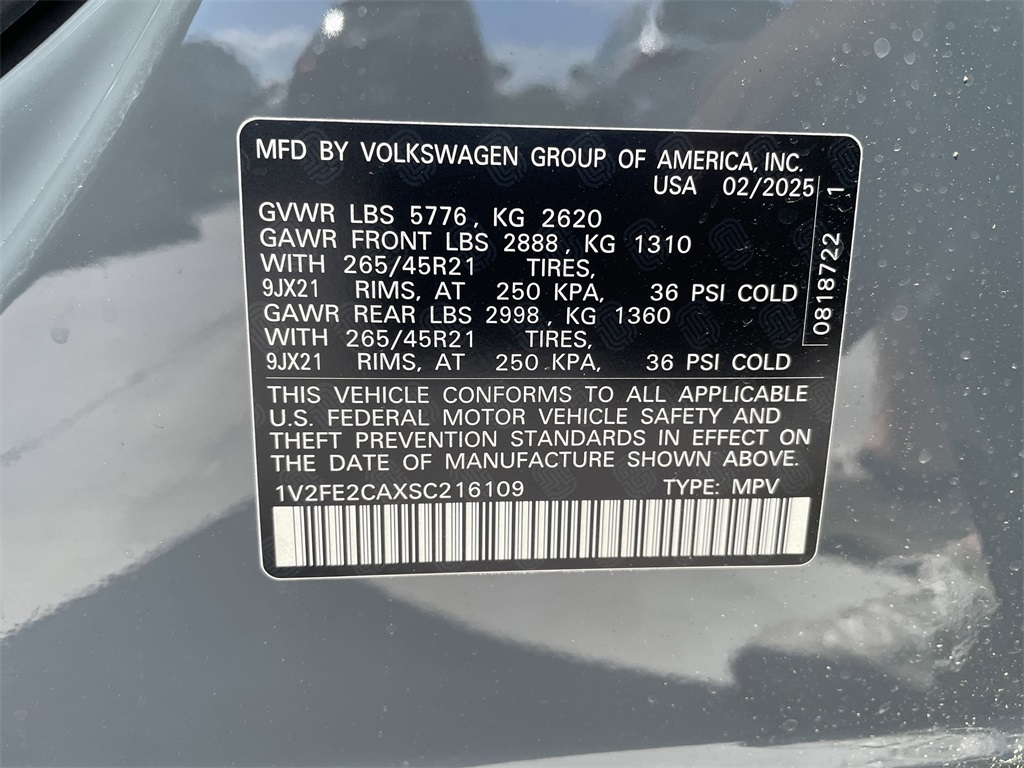 MFD BY VOLKSWAGEN GROUP OF AMERICA, INC.
USA 02/2025
GVWR LBS 5776, KG 2620
GAWR FRONT LBS 2888, KG 1310
WITH 265/45R21 TIRES,
9JX21 RIMS, AT 250 KPA, 36 PSI COLD
GAWR REAR LBS 2998, KG 1360
WITH 265/45R21 TIRES,
9JX21 RIMS, AT 250 KPA, 36 PSI COLD
0818722 1
THIS VEHICLE CONFORMS TO ALL APPLICABLE
U.S. FEDERAL MOTOR VEHICLE SAFETY AND
THEFT PREVENTION STANDARDS IN EFFECT ON
THE DATE OF MANUFACTURE SHOWN ABOVE.
1V2FE2CAXSC216109 TYPE: MPV